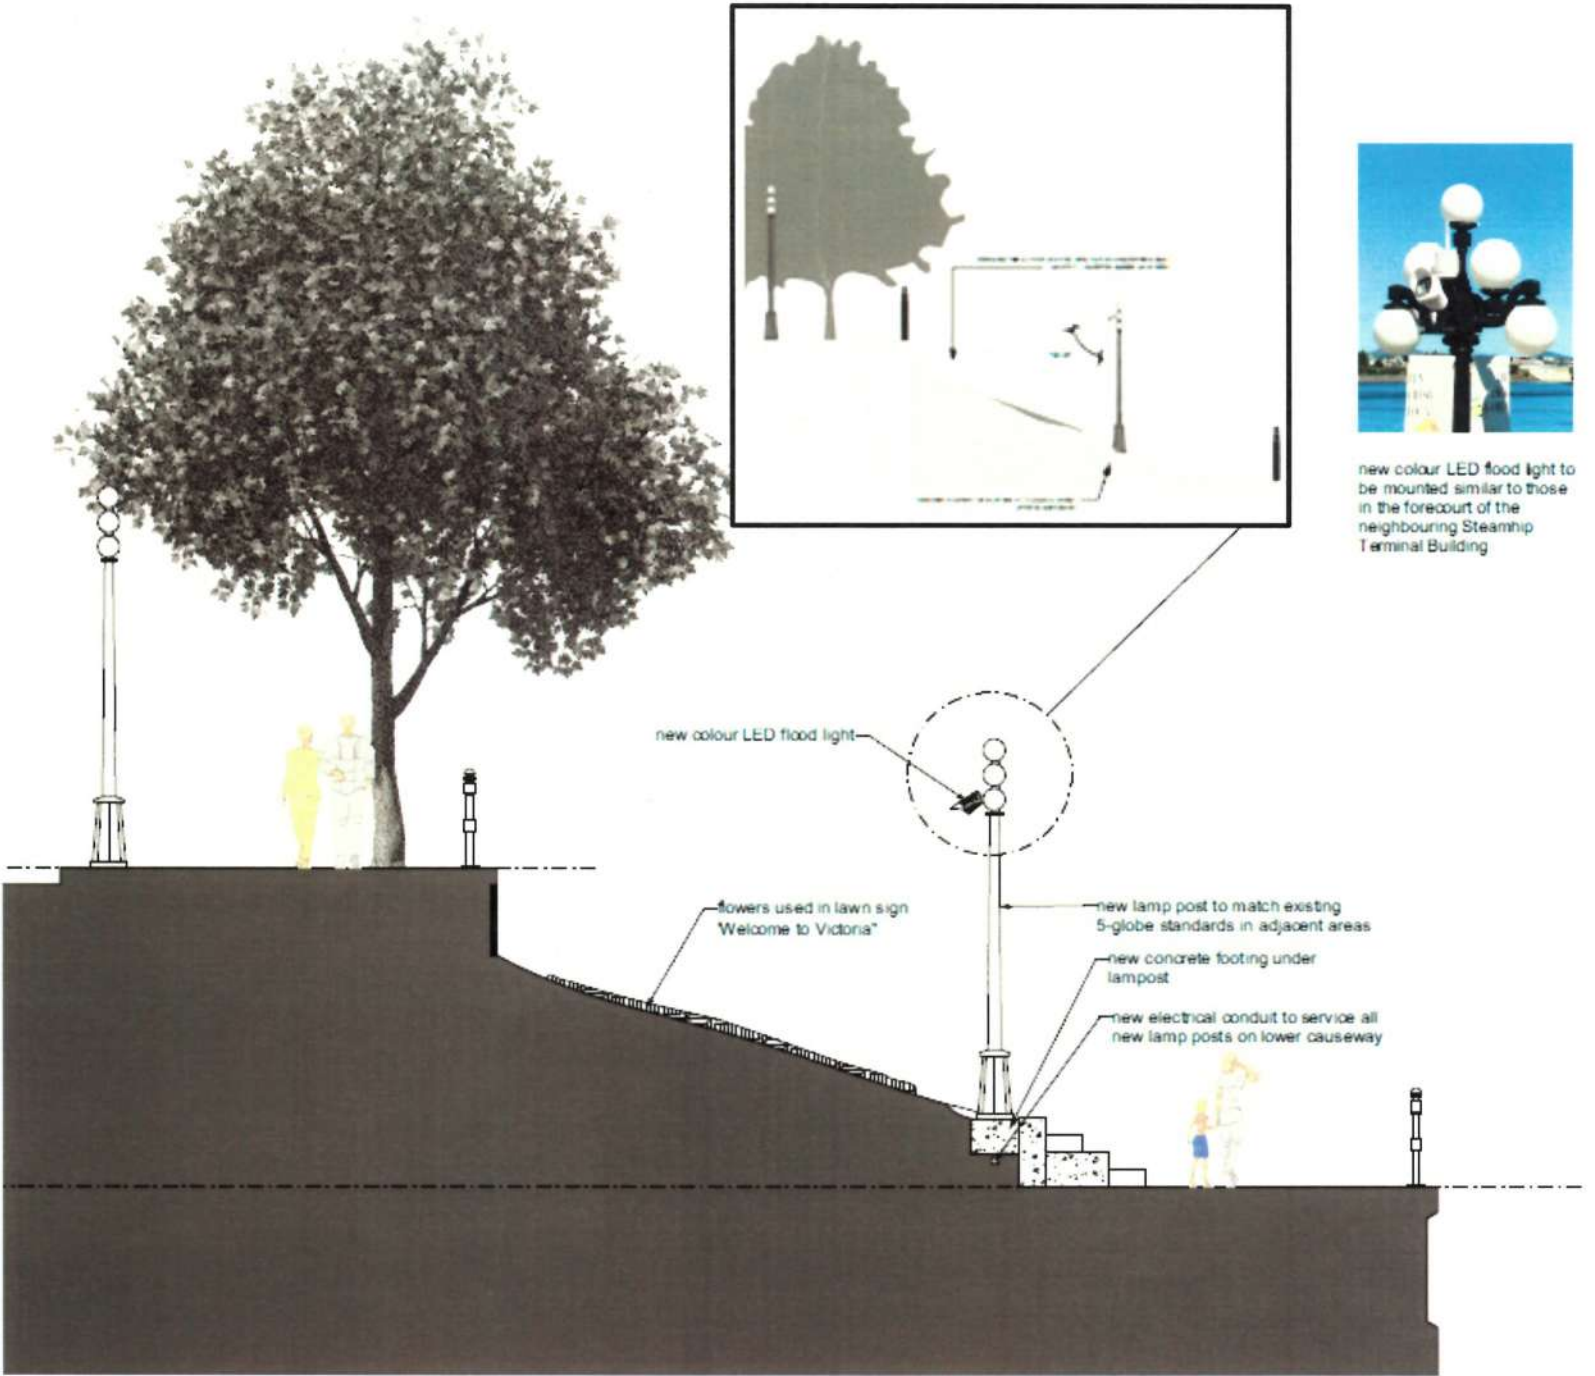 new colour LED flood light to
be mounted similar to those
in the forecourt of the
neighbouring Steamhip
Terminal Building
new colour LED flood light
flowers used in lawn sign
"Welcome to Victoria"
new lamp post to match existing
5-globe standards in adjacent areas
new concrete footing under
lampost
new electrical conduit to service all
new lamp posts on lower causeway